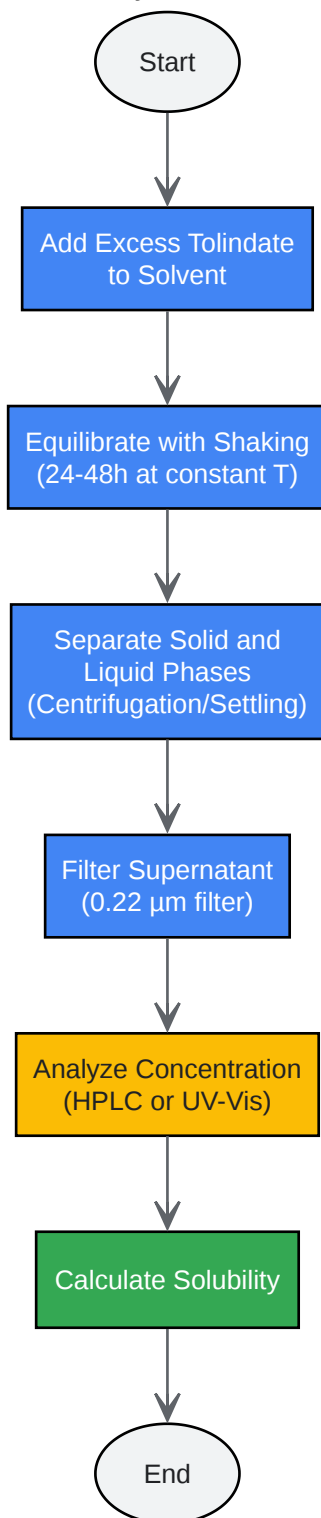 Start
Add Excess Tolindate
to Solvent
Equilibrate with Shaking
(24-48h at constant T)
Separate Solid and
Liquid Phases
(Centrifugation/Settling)
Filter Supernatant
(0.22 µm filter)
Analyze Concentration
(HPLC or UV-Vis)
Calculate Solubility
End